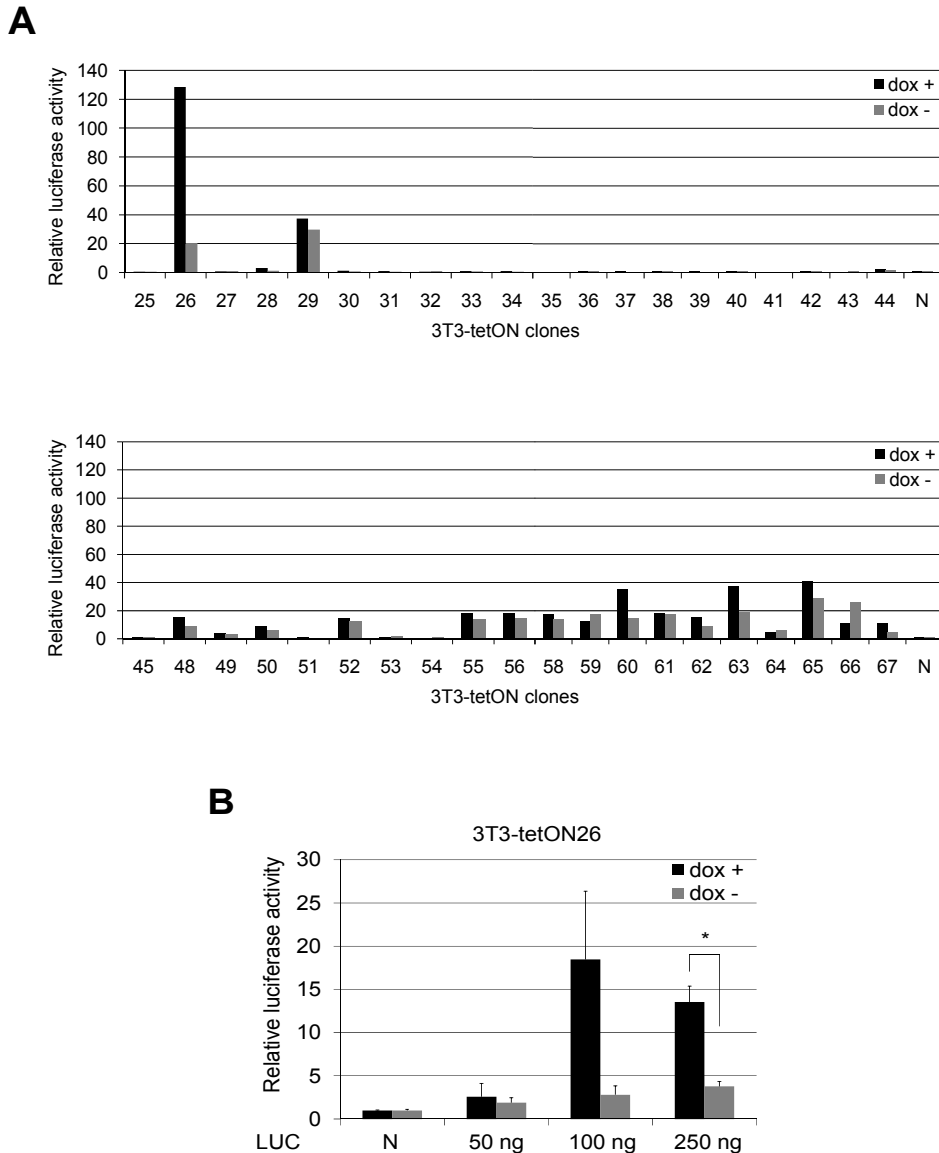 A
Relative luciferase activity
140
120
100
80
60
40
20
0
dox +
dox -
25 26 27 28 29 30 31 32 33 34 35 36 37 38 39 40 41 42 43 44 N
3T3-tetON clones
Relative luciferase activity
140
120
100
80
60
40
20
0
dox +
dox -
45 48 49 50 51 52 53 54 55 56 58 59 60 61 62 63 64 65 66 67 N
3T3-tetON clones
B
3T3-tetON26
Relative luciferase activity
30
25
20
15
10
5
0
dox +
dox -
*
LUC N 50 ng 100 ng 250 ng